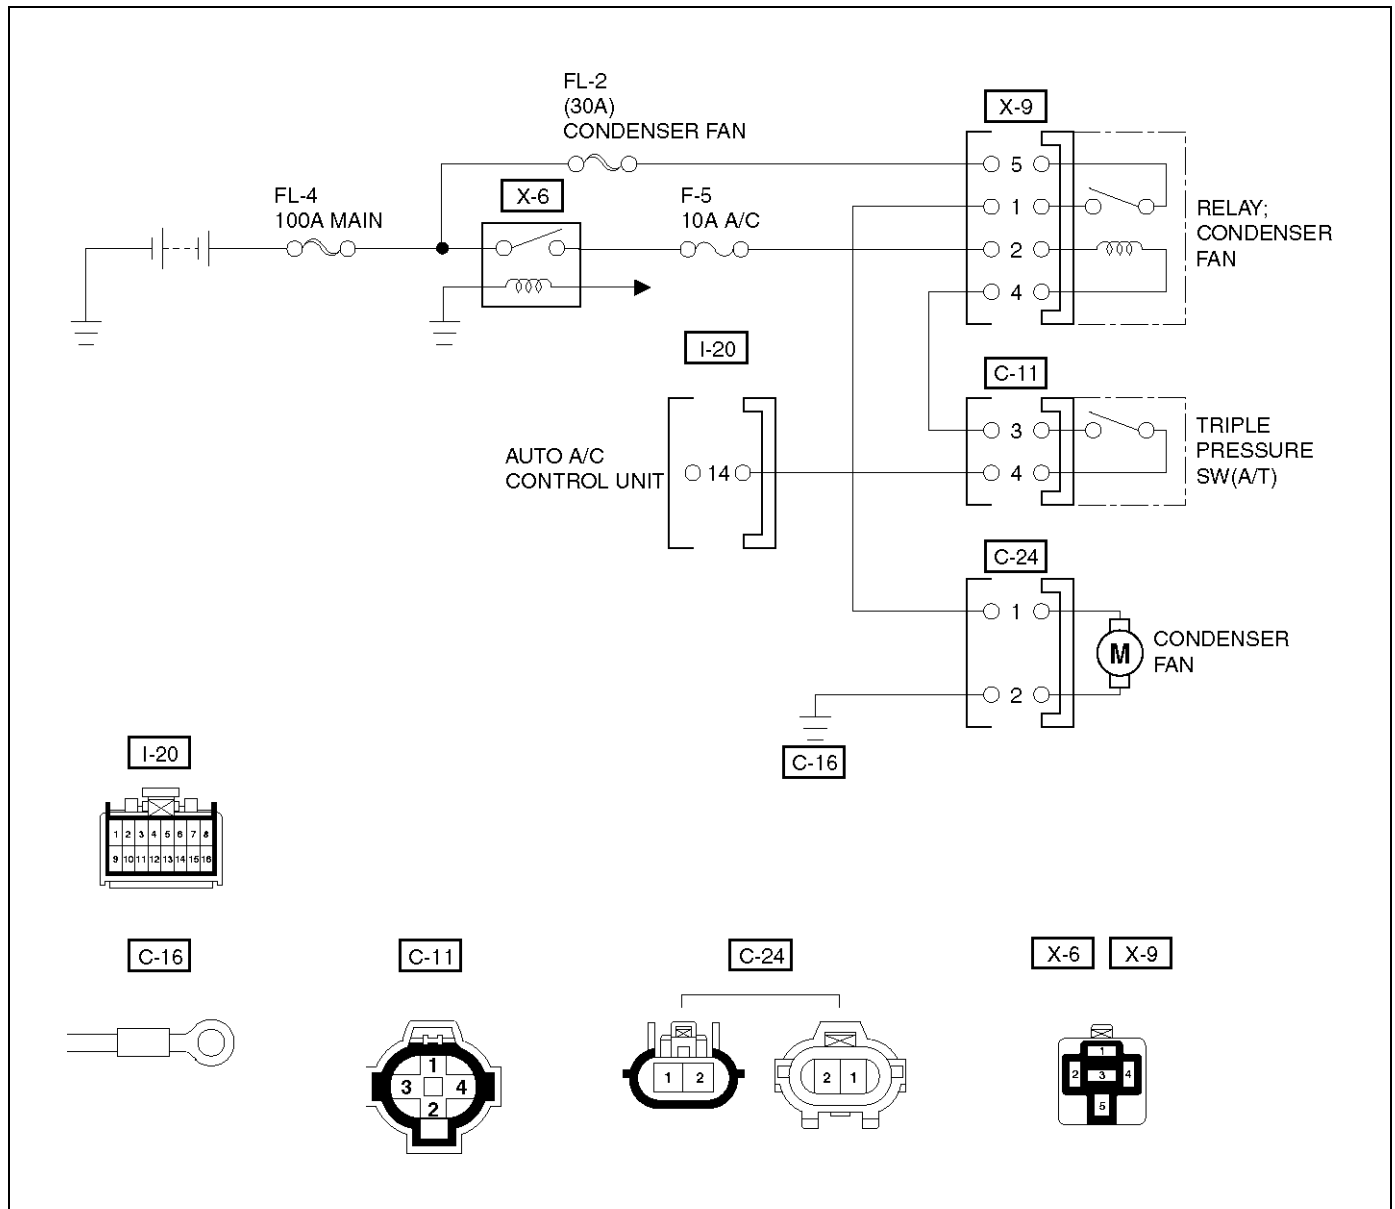 FL-2
(30A)
CONDENSER FAN
X-9
FL-4
100A MAIN
X-6
F-5
10A A/C
5
1
2
4
RELAY;
CONDENSER
FAN
I-20
C-11
AUTO A/C
CONTROL UNIT
14
3
4
TRIPLE
PRESSURE
SW(A/T)
C-24
1
2
M
CONDENSER
FAN
C-16
I-20
1 2 3 4 5 6 7 8
9 10 11 12 13 14 15 16
C-16
C-11
C-24
X-6 X-9
1
3 4
2
1 2
2 1
1
2 3 4
5